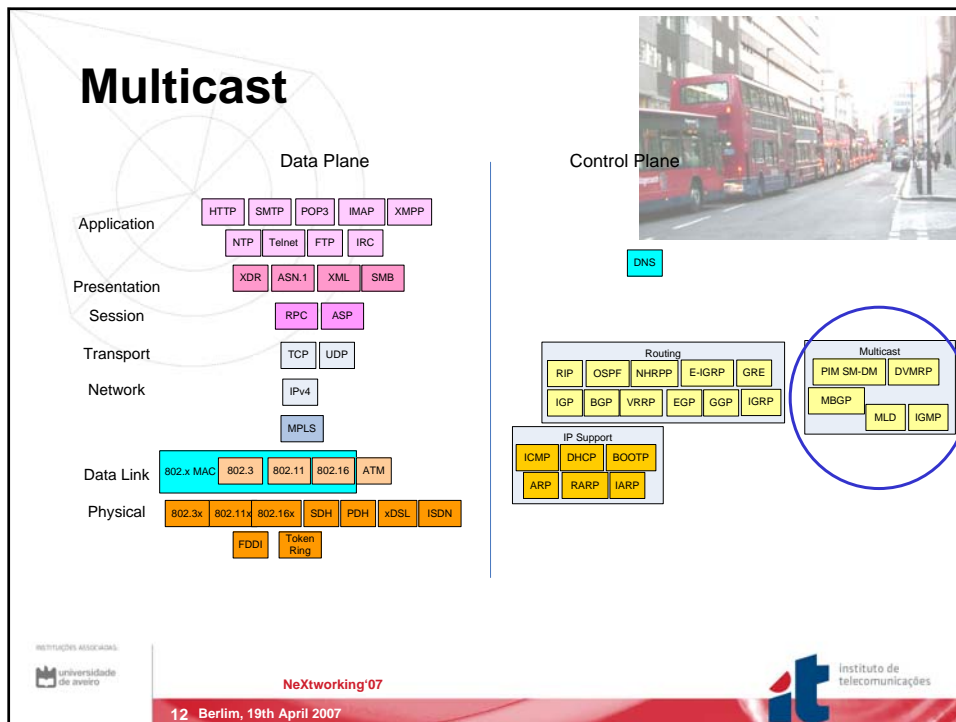 Multicast
Data Plane
Control Plane
Application
HTTP SMTP POP3 IMAP XMPP
NTP Telnet FTP IRC
DNS
Presentation
XDR ASN.1 XML SMB
Session
RPC ASP
Transport
TCP UDP
Network
IPv4
MPLS
Data Link
802.x MAC 802.3 802.11 802.16 ATM
Physical
802.3x 802.11x 802.16x SDH PDH xDSL ISDN
FDDI Token
Ring
Routing
RIP OSPF NHRPP E-IGRP GRE
IGP BGP VRRP EGP GGP IGRP
Multicast
PIM SM-DM DVMRP
MBGP
MLD IGMP
IP Support
ICMP DHCP BOOTP
ARP RARP IARP
INSTITUIÇÕES ASSOCIADAS:
universidade
de aveiro
NeXtworking'07
12 Berlim, 19th April 2007
it
instituto de
telecomunicações